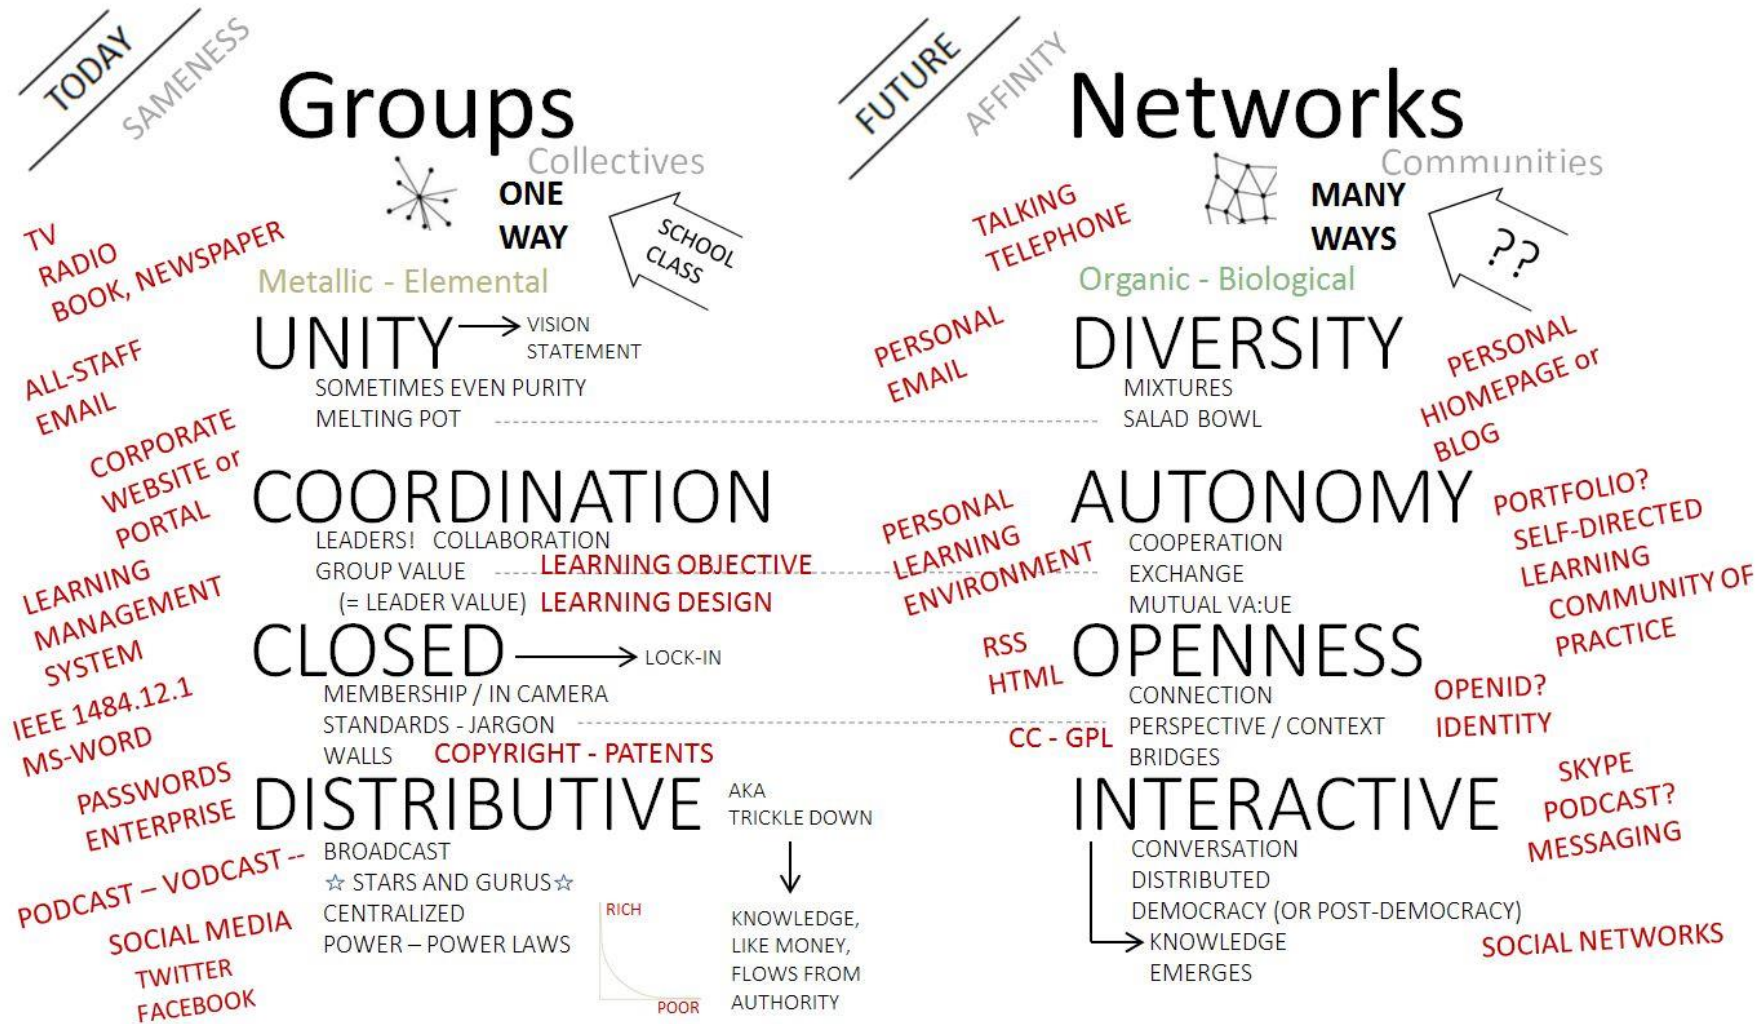 TODAY
SAMENESS
Groups
Collectives
ONE
WAY
SCHOOL
CLASS
Metallic - Elemental
TV
RADIO
BOOK, NEWSPAPER
UNITY
VISION
STATEMENT
SOMETIMES EVEN PURITY
MELTING POT
ALL-STAFF
EMAIL
CORPORATE
WEBSITE or
PORTAL
COORDINATION
LEADERS! COLLABORATION
GROUP VALUE
(= LEADER VALUE)
LEARNING OBJECTIVE
LEARNING DESIGN
LEARNING
MANAGEMENT
SYSTEM
CLOSED
LOCK-IN
MEMBERSHIP / IN CAMERA
STANDARDS - JARGON
WALLS
COPYRIGHT - PATENTS
IEEE 1484.12.1
MS-WORD
PASSWORDS
ENTERPRISE
DISTRIBUTIVE
AKA
TRICKLE DOWN
BROADCAST
☆ STARS AND GURUS ☆
CENTRALIZED
POWER – POWER LAWS
PODCAST – VODCAST --
SOCIAL MEDIA
TWITTER
FACEBOOK
RICH
POOR
KNOWLEDGE,
LIKE MONEY,
FLOWS FROM
AUTHORITY
FUTURE
AFFINITY
Networks
Communities
MANY
WAYS
??
Organic - Biological
TALKING
TELEPHONE
PERSONAL
EMAIL
DIVERSITY
MIXTURES
SALAD BOWL
PERSONAL
HIOMEPAGE or
BLOG
AUTONOMY
COOPERATION
EXCHANGE
MUTUAL VA:UE
PERSONAL
LEARNING
ENVIRONMENT
PORTFOLIO?
SELF-DIRECTED
LEARNING
COMMUNITY OF
PRACTICE
RSS
HTML
OPENNESS
CONNECTION
PERSPECTIVE / CONTEXT
BRIDGES
CC - GPL
OPENID?
IDENTITY
INTERACTIVE
CONVERSATION
DISTRIBUTED
DEMOCRACY (OR POST-DEMOCRACY)
KNOWLEDGE
EMERGES
SKYPE
PODCAST?
MESSAGING
SOCIAL NETWORKS